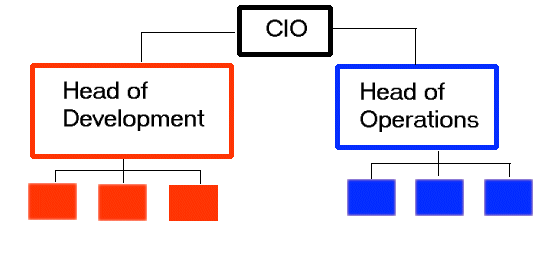 CIO
Head of
Development
Head of
Operations